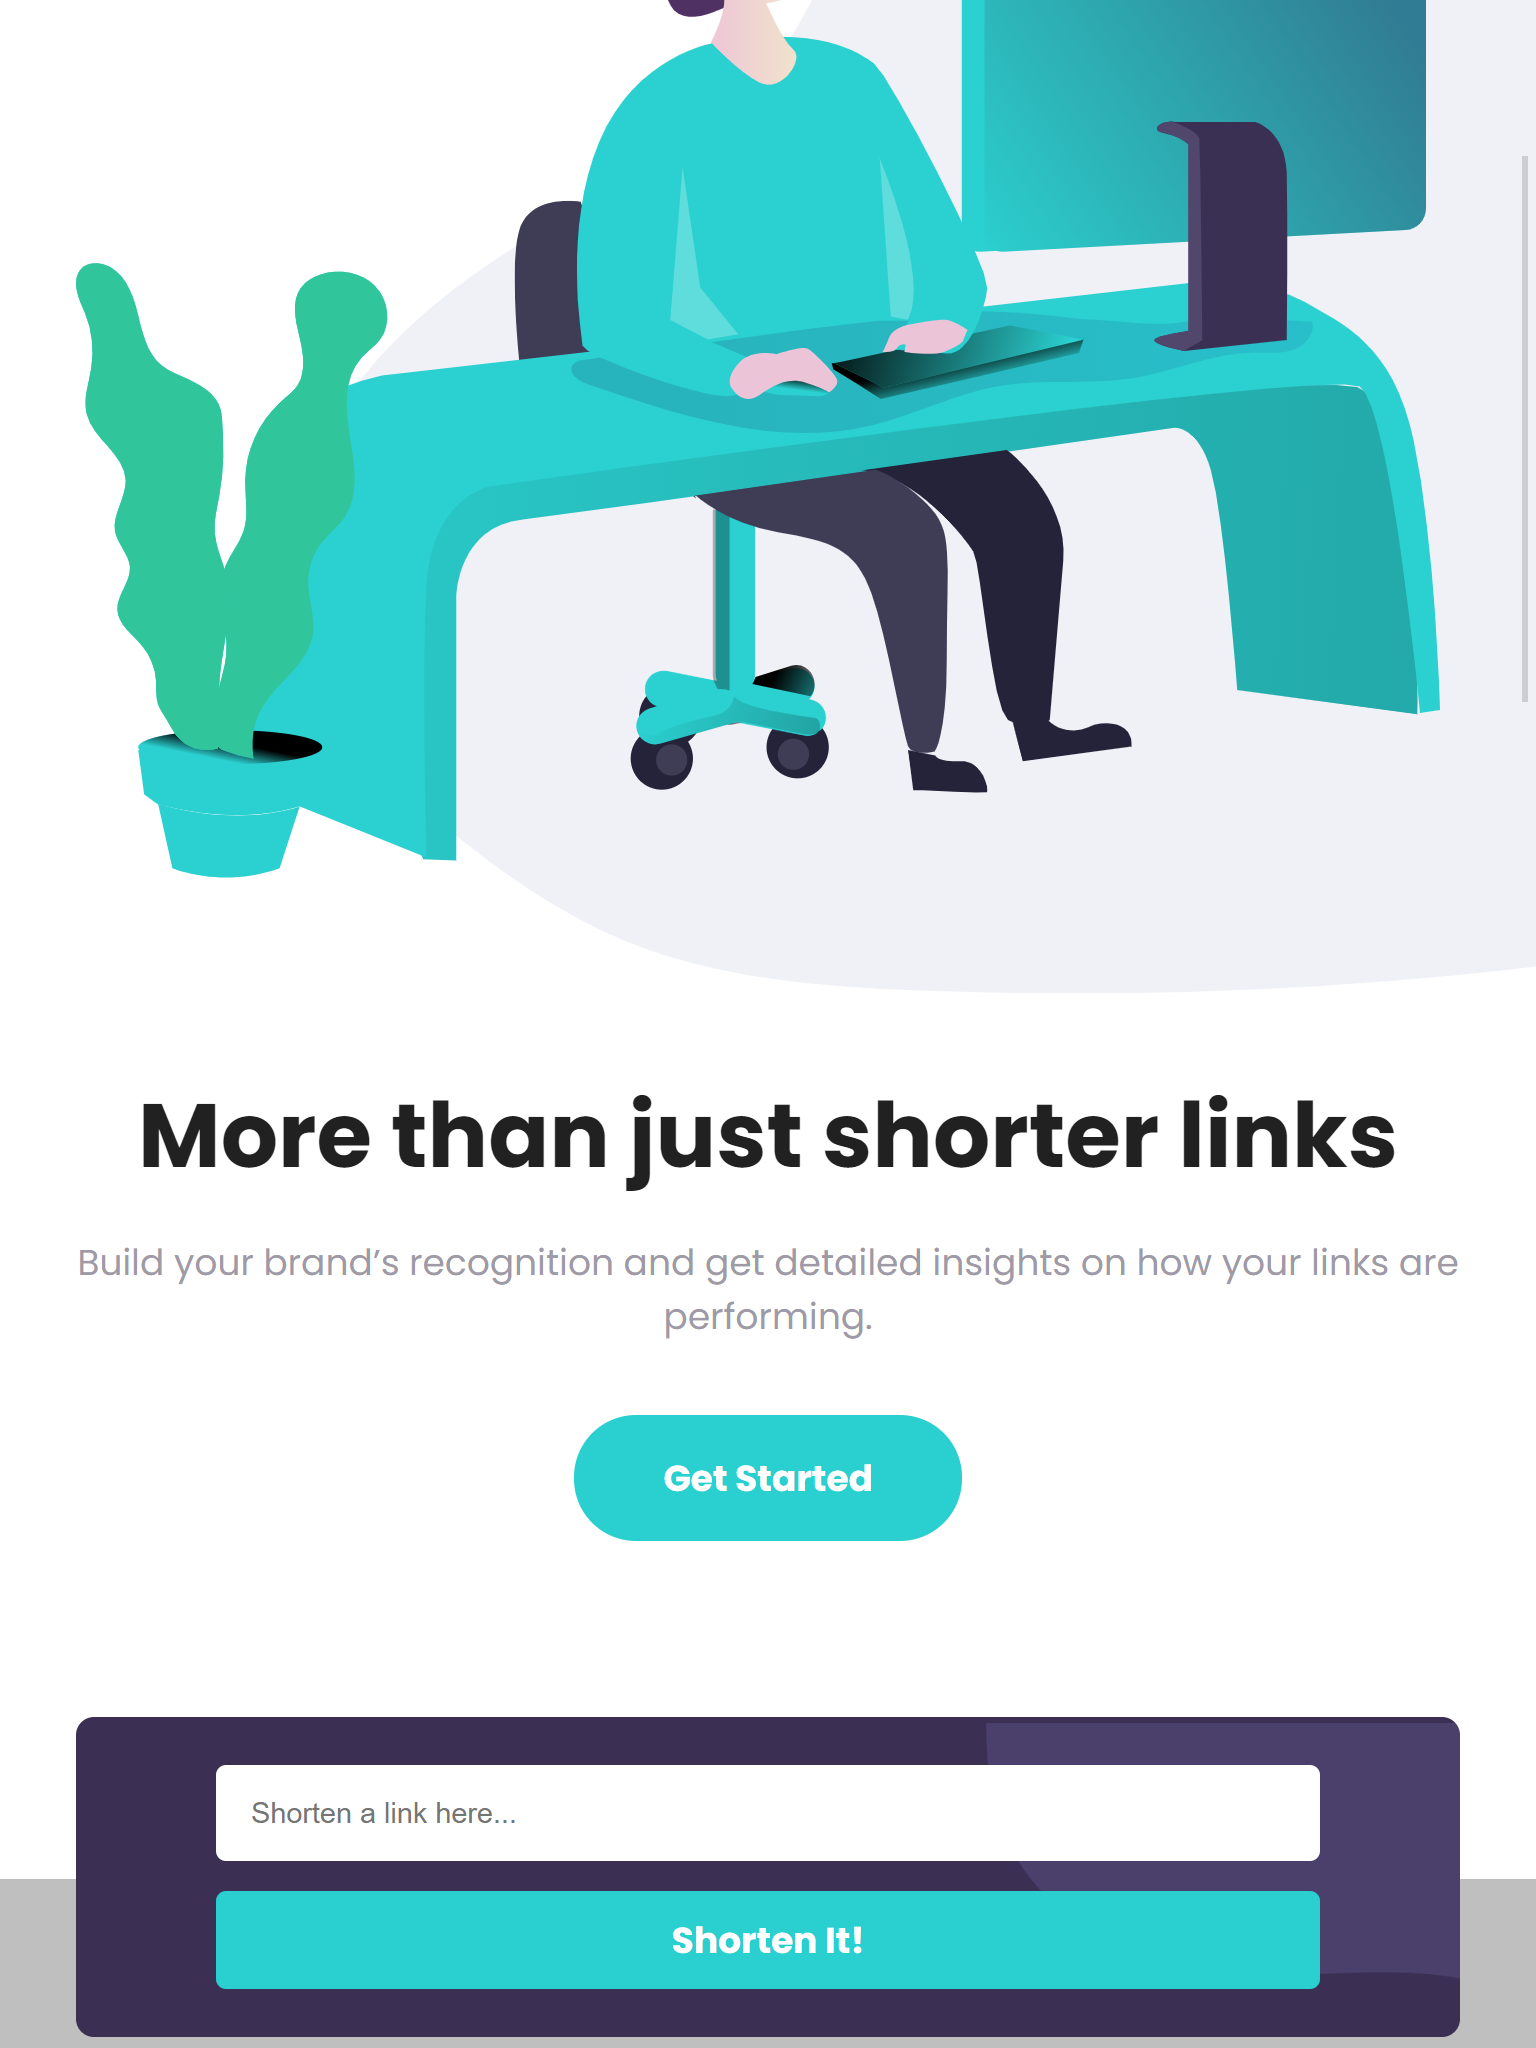 More than just shorter links
Build your brand’s recognition and get detailed insights on how your links are
performing.
Get Started
Shorten a link here...
Shorten It!